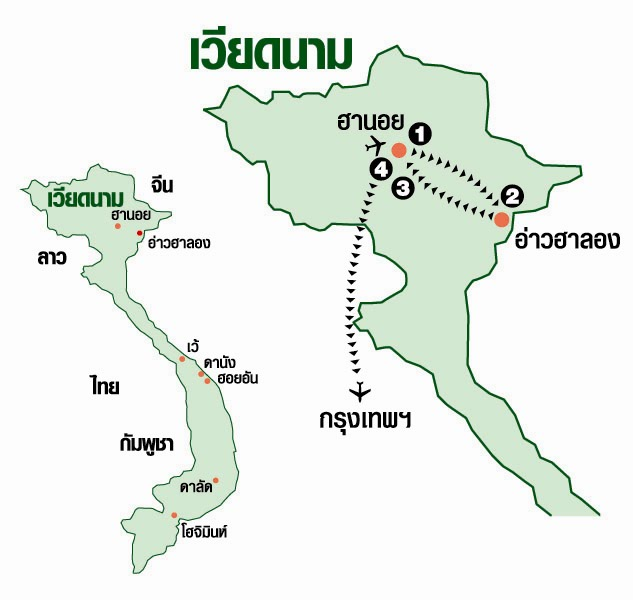 เวียดนาม
ฮานอย
1
4
3
2
อ่าวฮาลอง
กรุงเทพฯ
จีน
เวียดนาม
ฮานอย
อ่าวฮาลอง
ลาว
เว้
ดานัง
ฮอยอัน
ไทย
กัมพูชา
ดาลัด
โฮจิมินห์